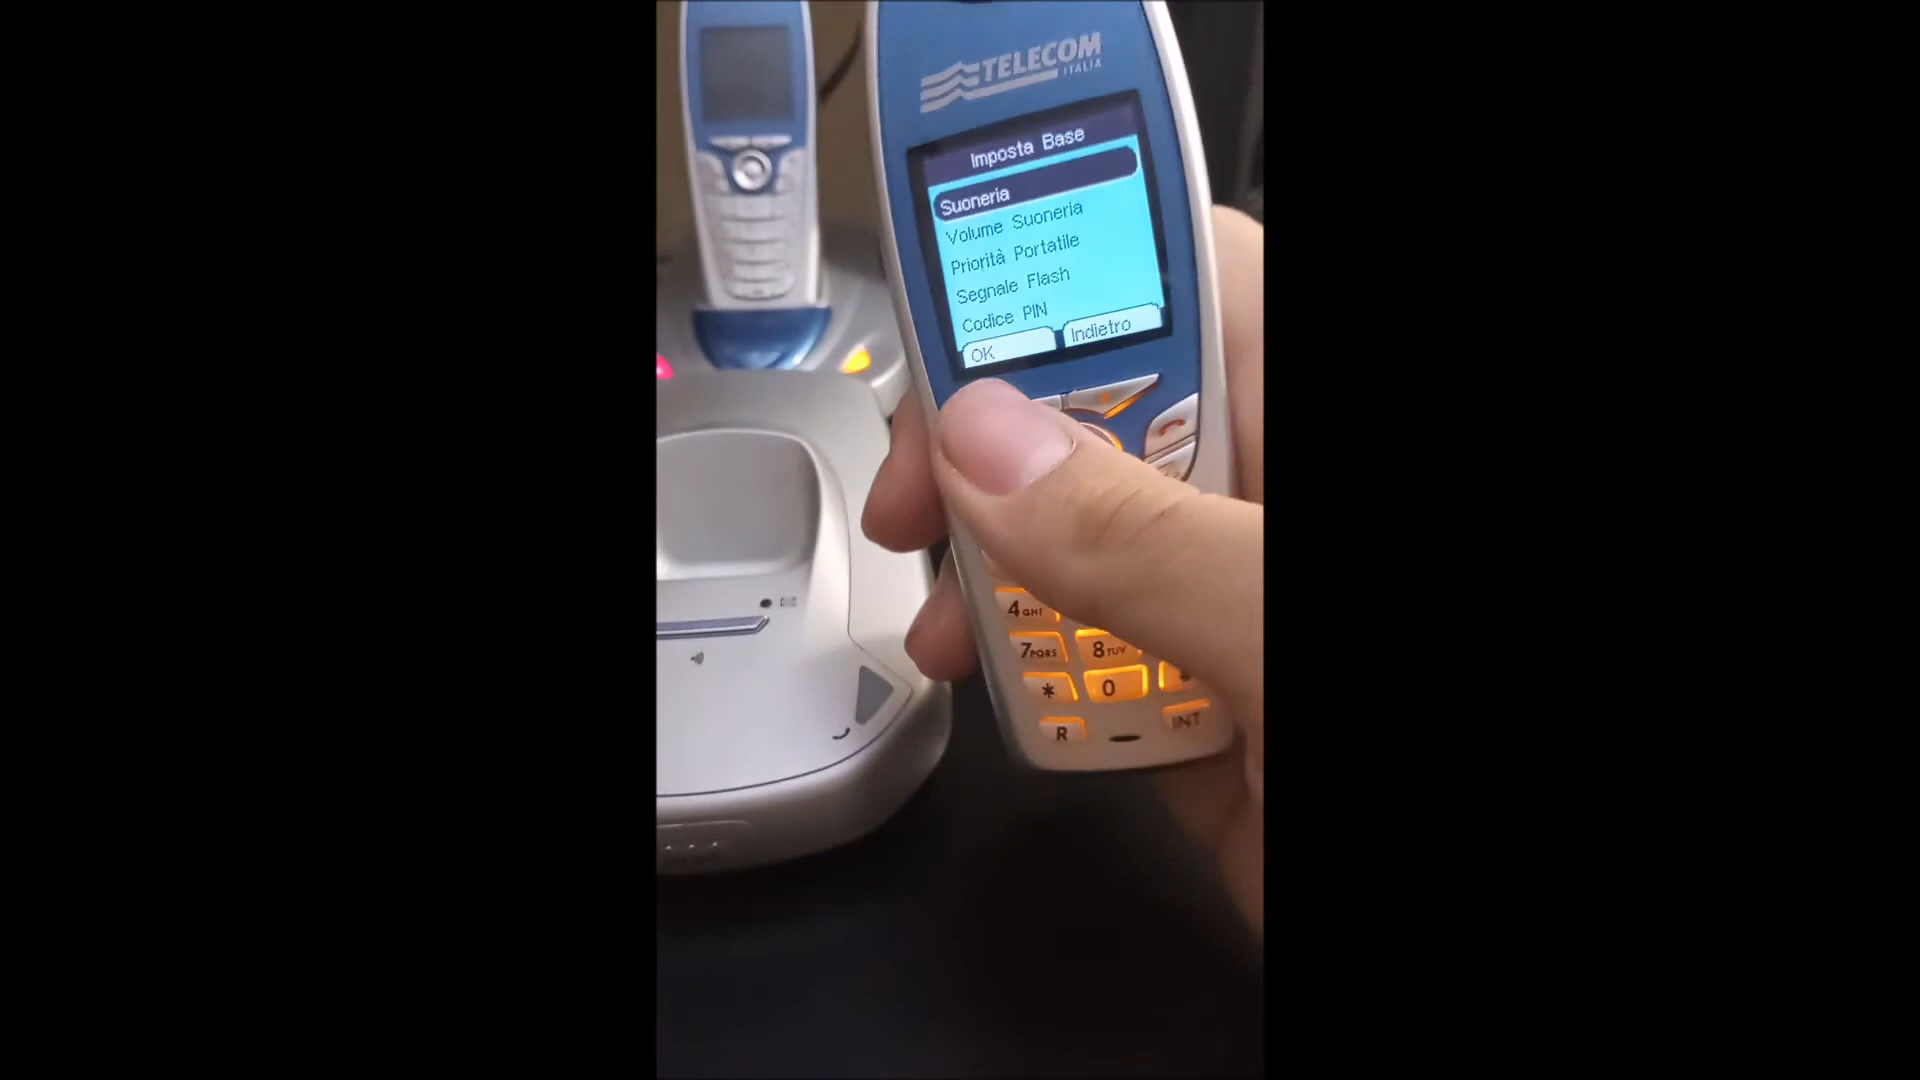 TELECOM
ITALIA
Imposta Base
Suoneria
Volume Suoneria
Priorità Portatile
Segnale Flash
Codice PIN
OK
Indietro
4GHI
7PQRS
8TUV
*
0
R
INT